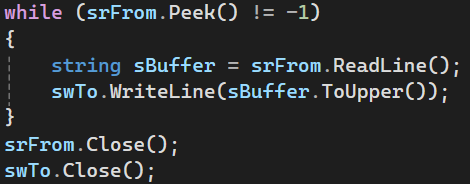 while (srFrom.Peek() != -1)
{
    string sBuffer = srFrom.ReadLine();
    swTo.WriteLine(sBuffer.ToUpper());
}
srFrom.Close();
swTo.Close();